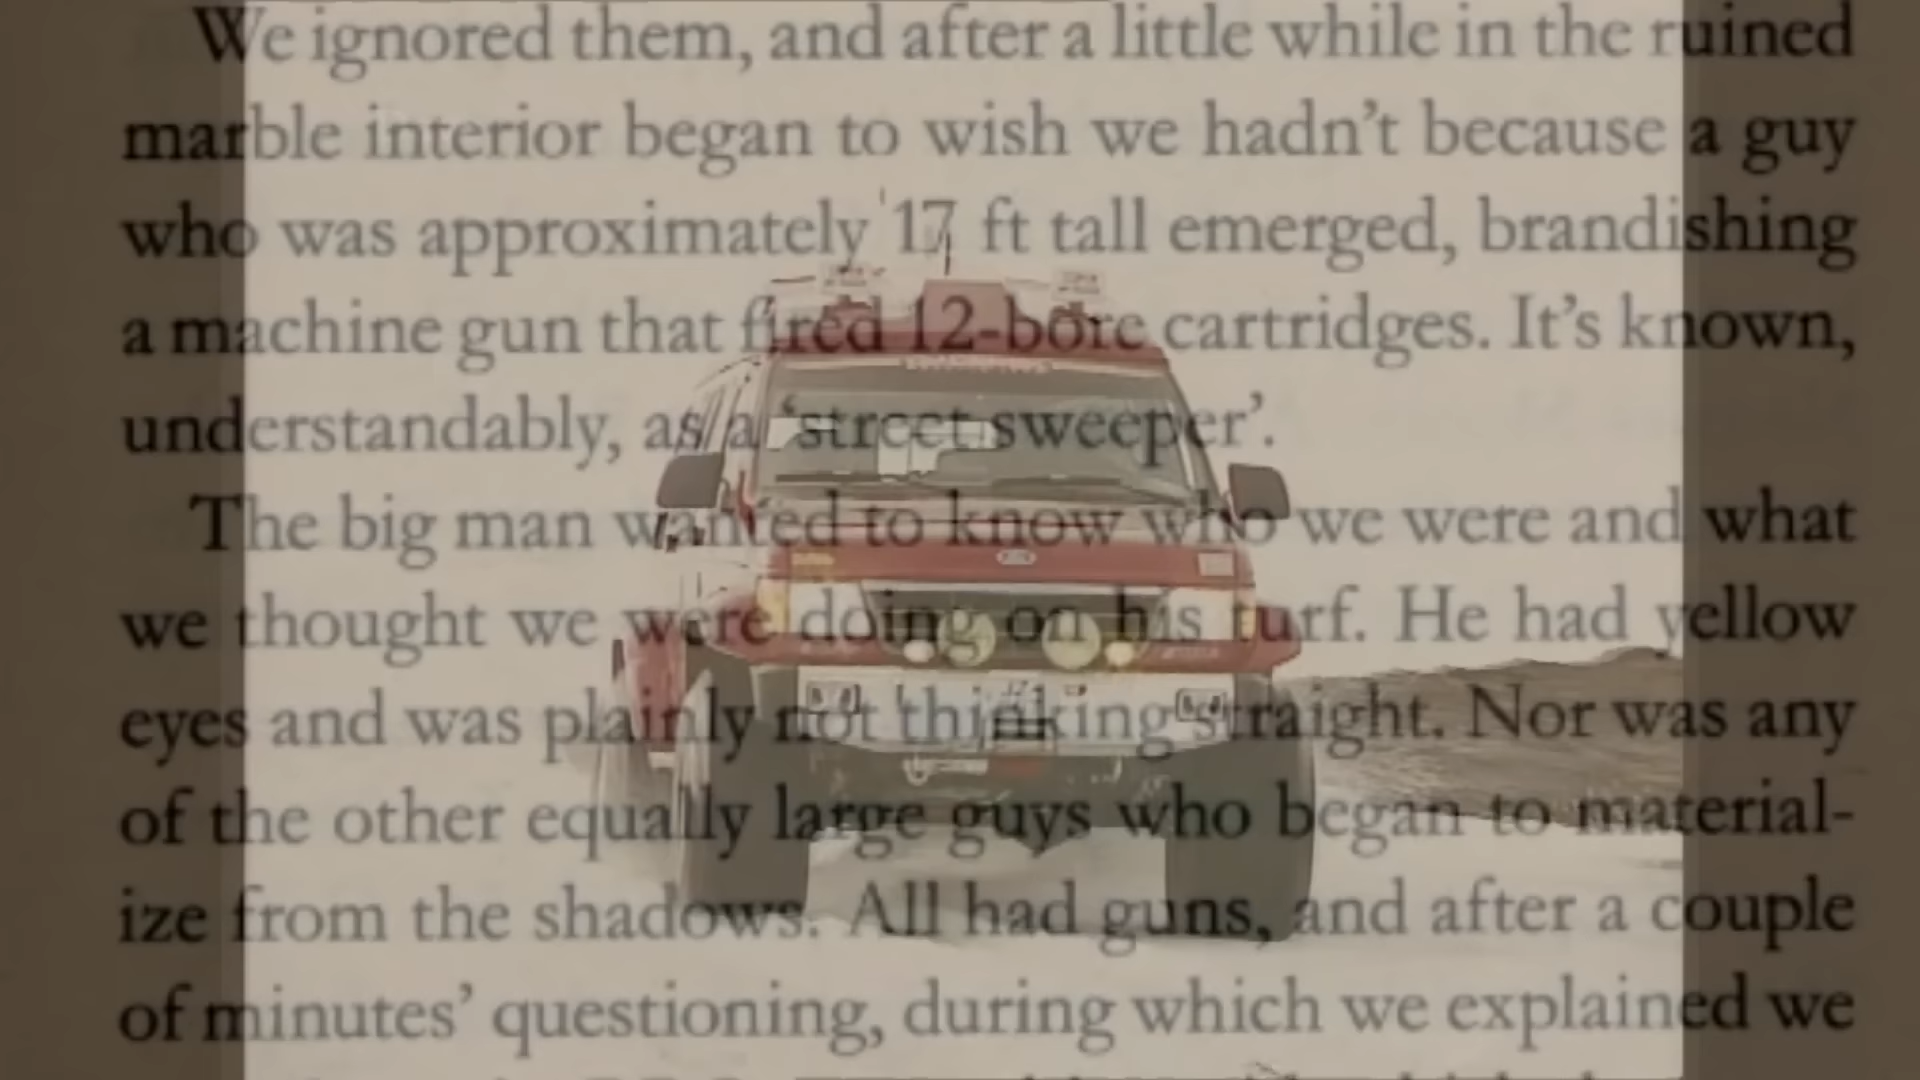 We ignored them, and after a little while in the ruined
marble interior began to wish we hadn't because a guy
who was approximately 17 ft tall emerged, brandishing
a machine gun that fired 12-bore cartridges. It's known,
understandably, as a 'street sweeper'.
The big man wanted to know who we were and what
we thought we were doing on his turf. He had yellow
eyes and was plainly not thinking straight. Nor was any
of the other equally large guys who began to material-
ize from the shadows. All had guns, and after a couple
of minutes' questioning, during which we explained we